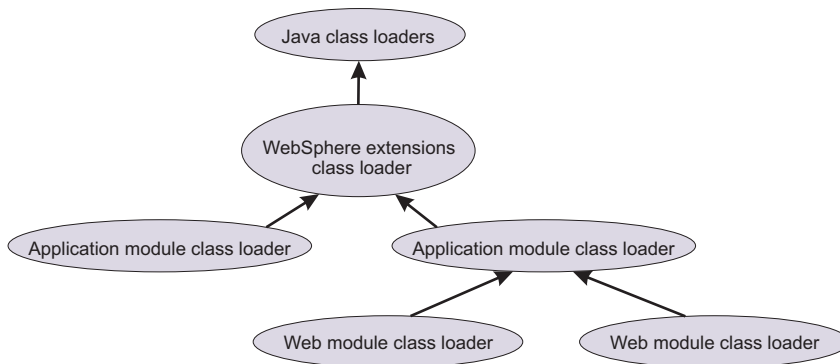 Java class loaders
WebSphere extensions
class loader
Application module class loader
Application module class loader
Web module class loader
Web module class loader